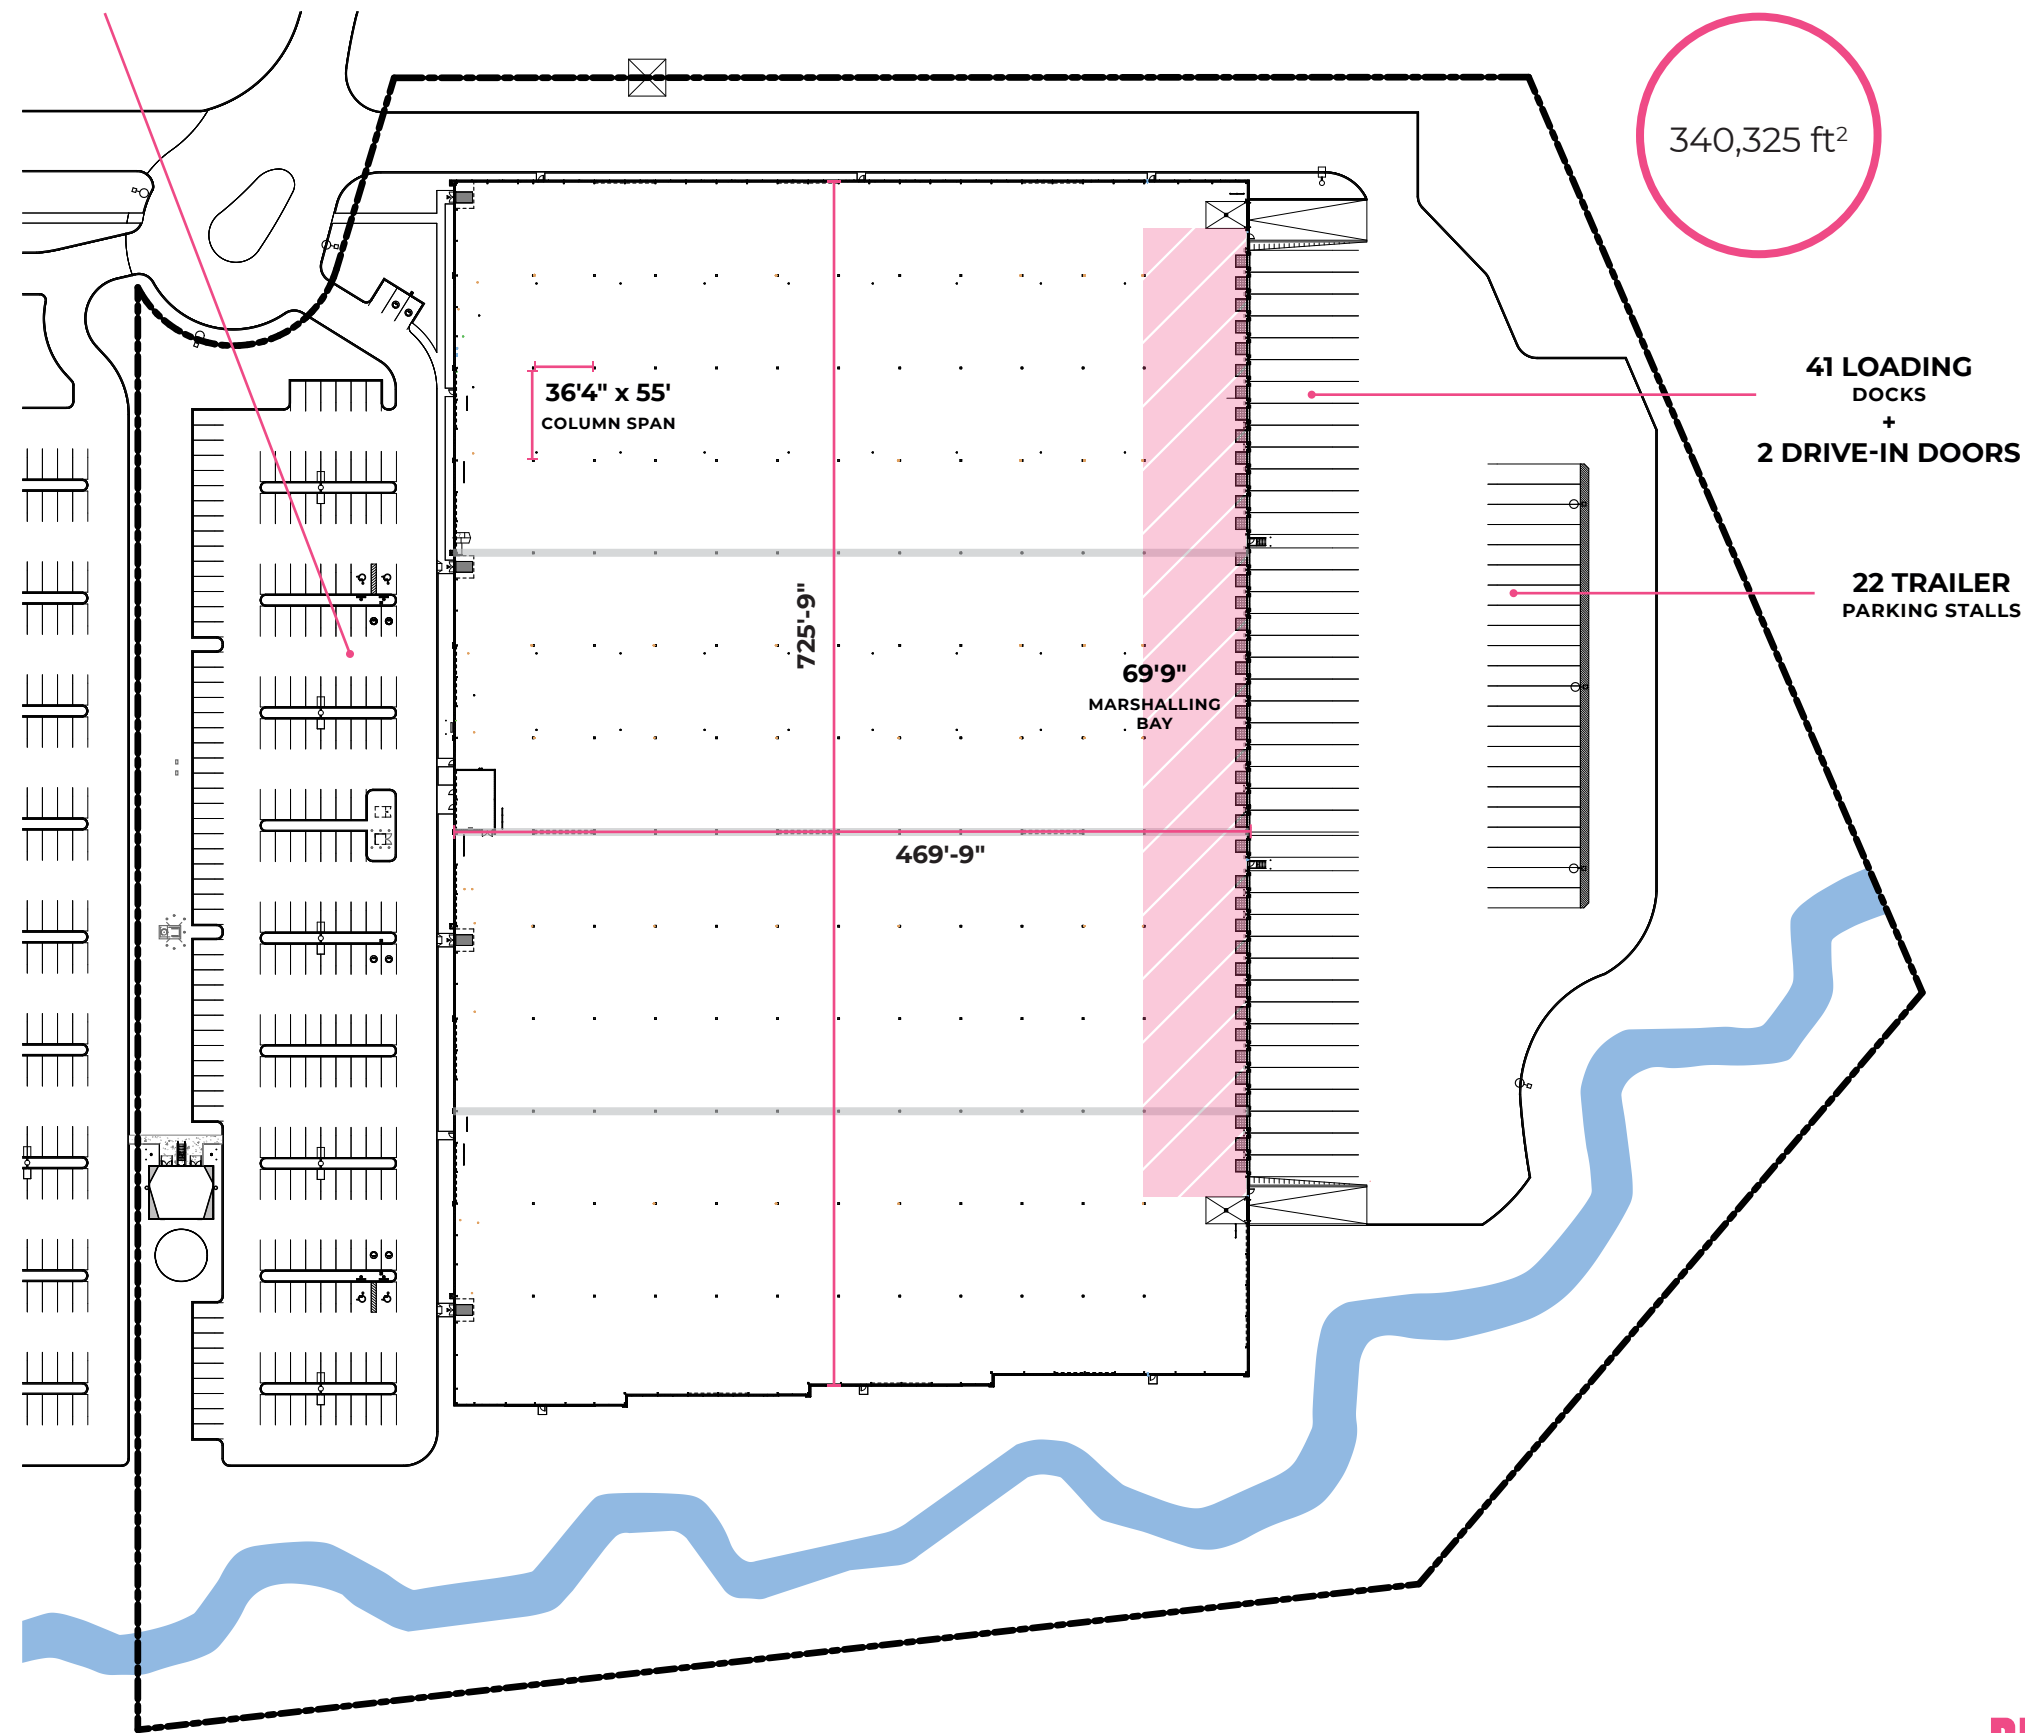 340,325 ft²
41 LOADING
DOCKS
+
2 DRIVE-IN DOORS
36'4" x 55'
COLUMN SPAN
22 TRAILER
PARKING STALLS
725'-9"
69'9"
MARSHALLING
BAY
469'-9"